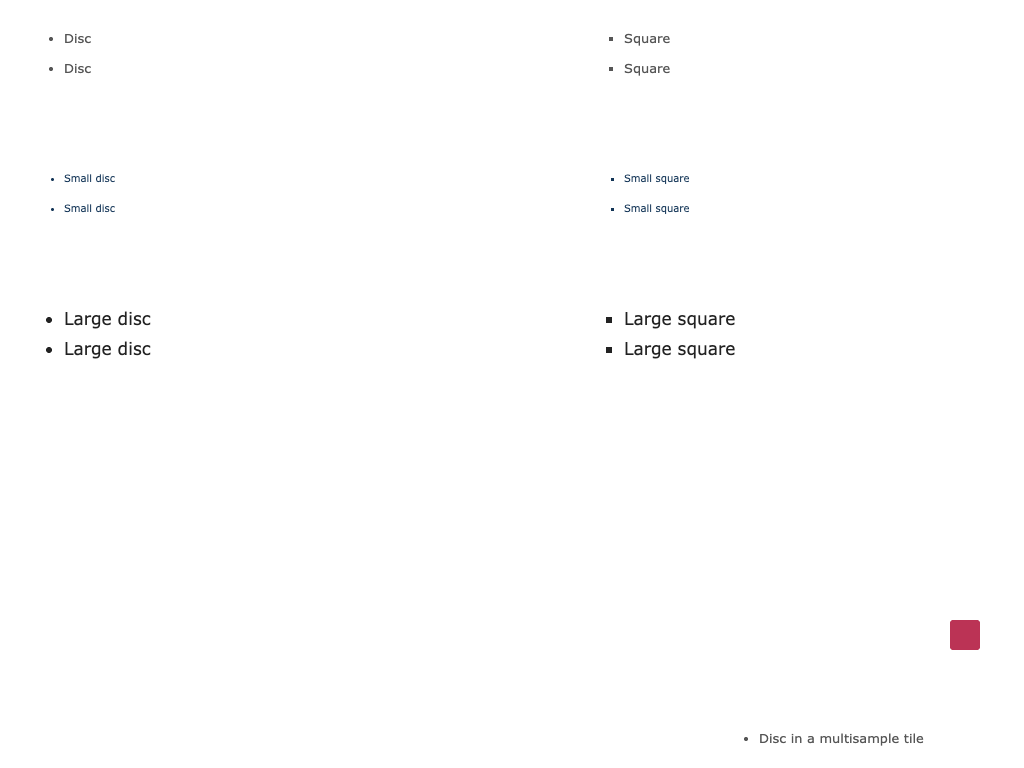 • Disc
• Disc
▪ Square
▪ Square
• Small disc
• Small disc
▪ Small square
▪ Small square
• Large disc
• Large disc
▪ Large square
▪ Large square
• Disc in a multisample tile